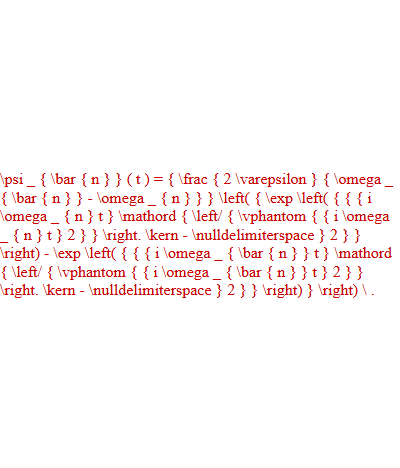 \psi _ { \bar { n } } ( t ) = { \frac { 2 \varepsilon } { \omega _
{ \bar { n } } - \omega _ { n } } } \left( { \exp \left( { { { i
\omega _ { n } t } \mathord { \left/ { \vphantom { { i \omega
_ { n } t } 2 } } \right. \kern - \nulldelimiterspace } 2 } }
\right) - \exp \left( { { { i \omega _ { \bar { n } } t } \mathord
{ \left/ { \vphantom { { i \omega _ { \bar { n } } t } 2 } }
\right. \kern - \nulldelimiterspace } 2 } } \right) } \right) \ .